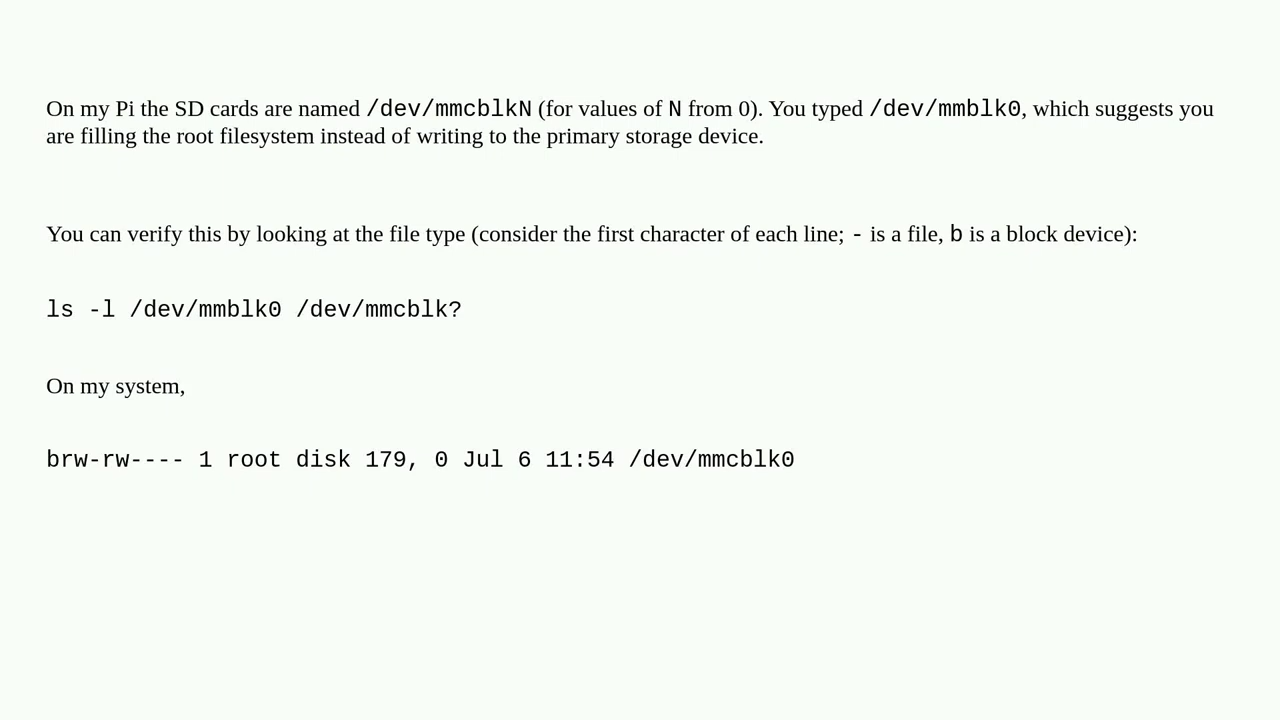 On my Pi the SD cards are named /dev/mmcblkN (for values of N from 0). You typed /dev/mmblk0, which suggests you
are filling the root filesystem instead of writing to the primary storage device.
You can verify this by looking at the file type (consider the first character of each line; - is a file, b is a block device):
ls -l /dev/mmblk0 /dev/mmcblk?
On my system,
brw-rw---- 1 root disk 179, 0 Jul 6 11:54 /dev/mmcblk0